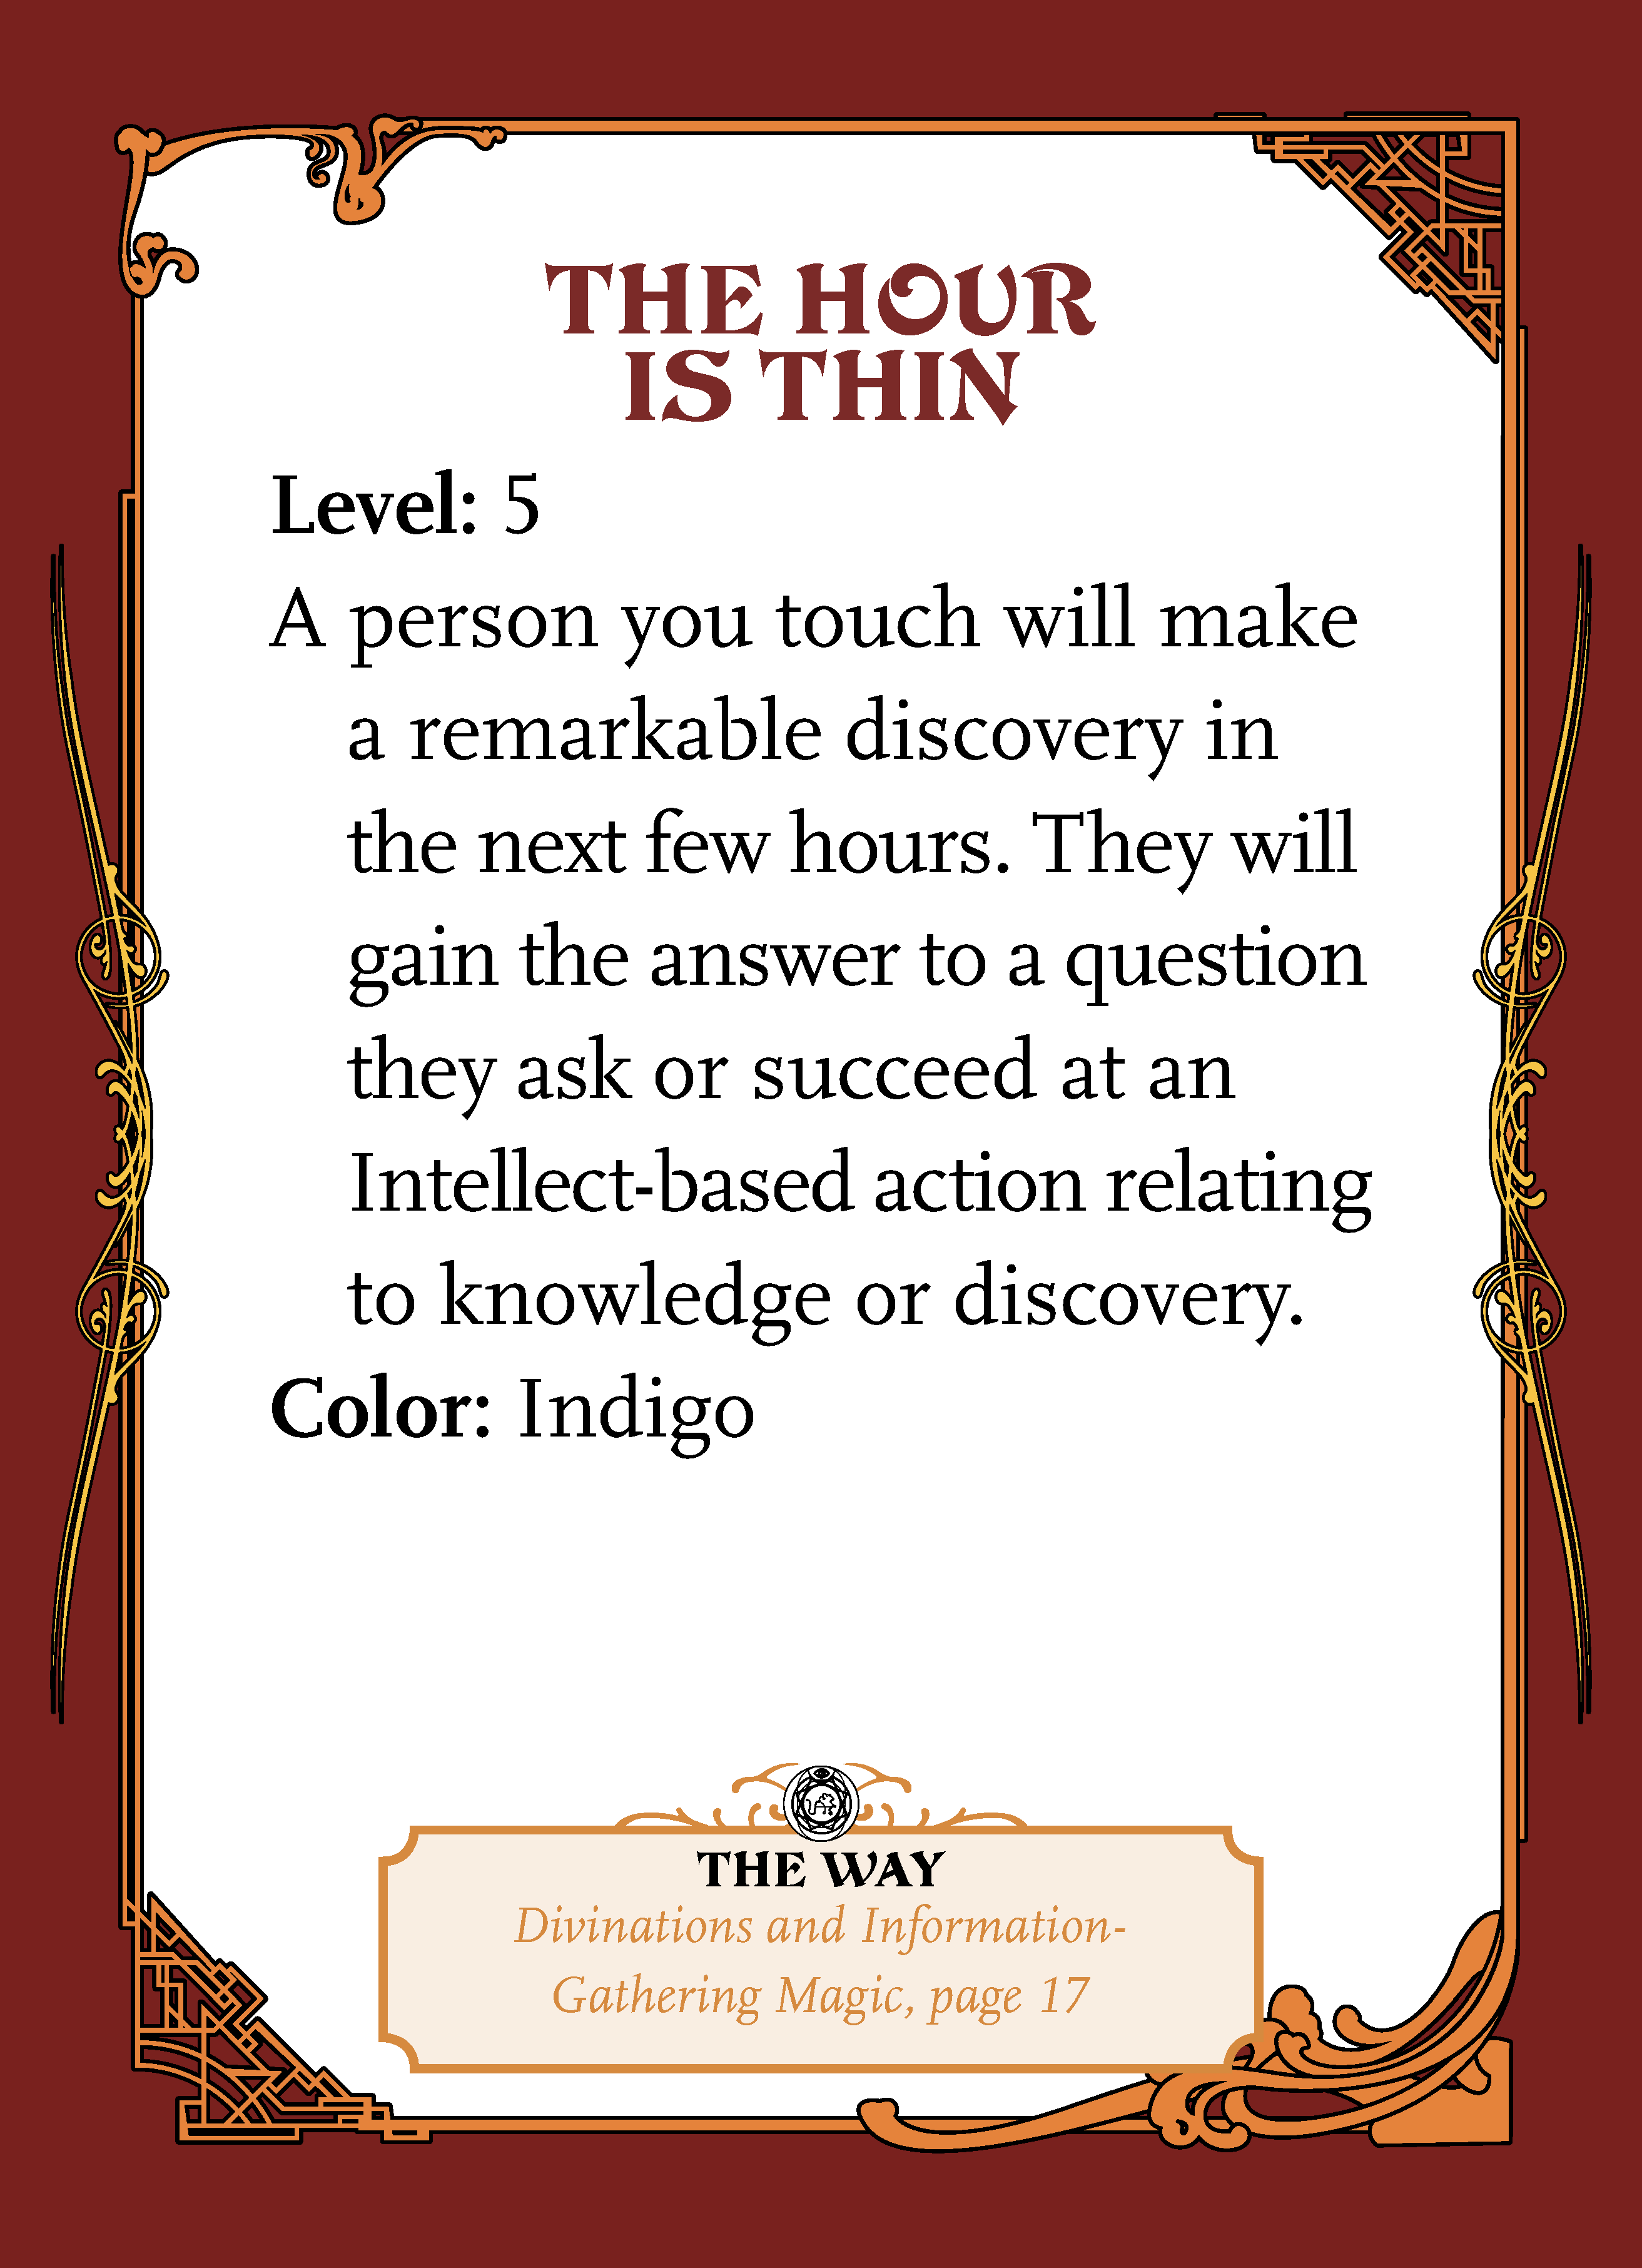 THE HOUR
IS THIN
Level: 5
A person you touch will make
a remarkable discovery in
the next few hours. They will
gain the answer to a question
they ask or succeed at an
Intellect-based action relating
to knowledge or discovery.
Color: Indigo
THE WAY
Divinations and Information-
Gathering Magic, page 17